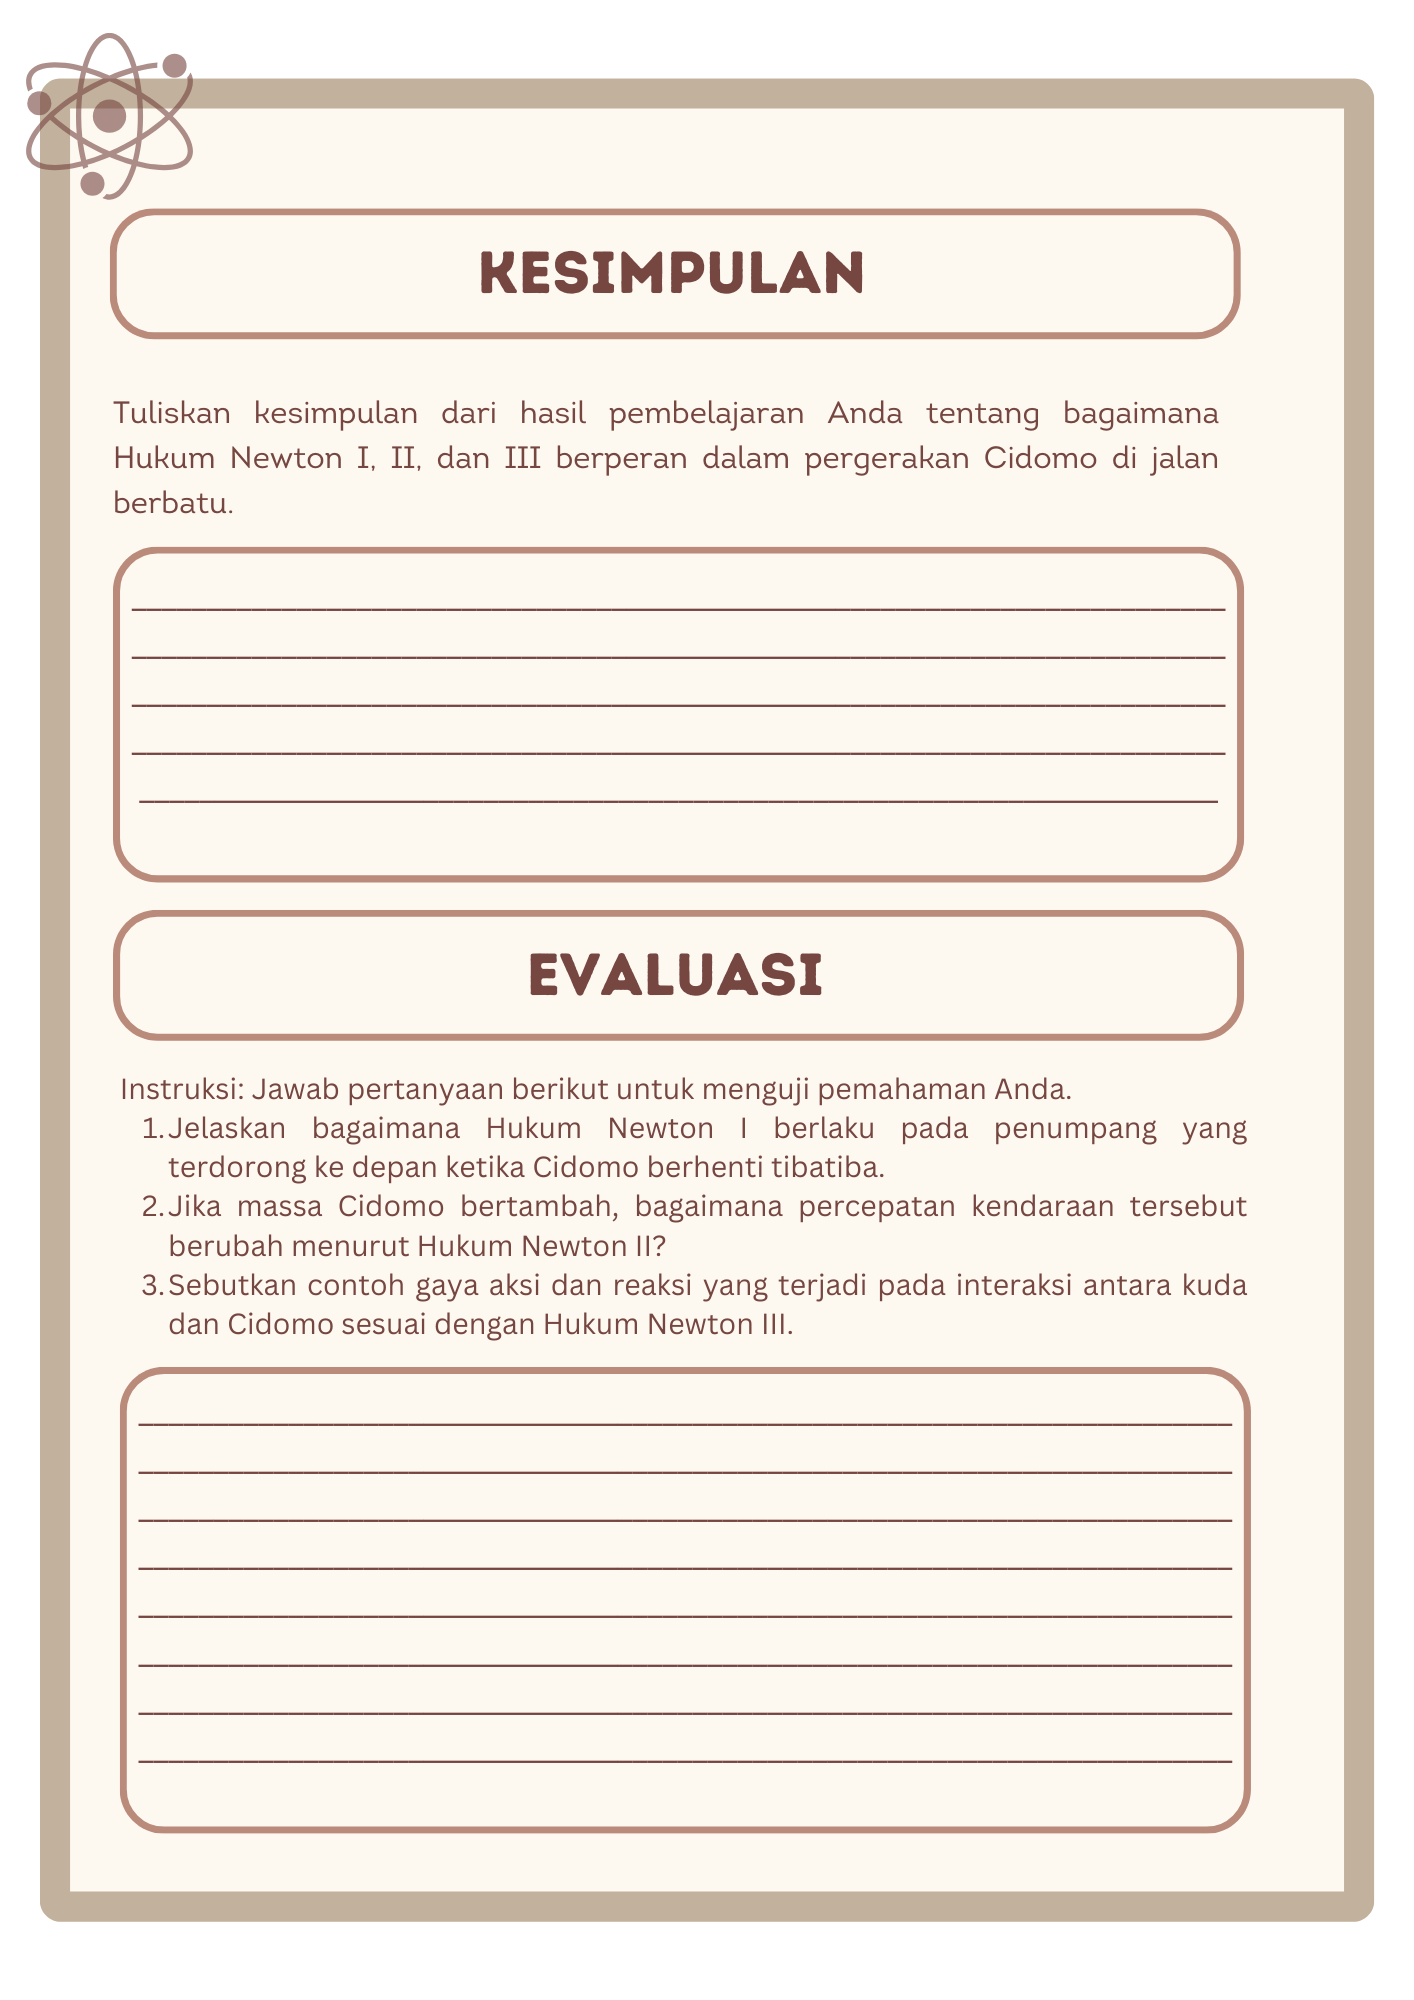 KESIMPULAN
Tuliskan kesimpulan dari hasil pembelajaran Anda tentang bagaimana
Hukum Newton I, II, dan III berperan dalam pergerakan Cidomo di jalan
berbatu.
EVALUASI
Instruksi: Jawab pertanyaan berikut untuk menguji pemahaman Anda.
1. Jelaskan bagaimana Hukum Newton I berlaku pada penumpang yang
terdorong ke depan ketika Cidomo berhenti tibatiba.
2. Jika massa Cidomo bertambah, bagaimana percepatan kendaraan tersebut
berubah menurut Hukum Newton II?
3. Sebutkan contoh gaya aksi dan reaksi yang terjadi pada interaksi antara kuda
dan Cidomo sesuai dengan Hukum Newton III.